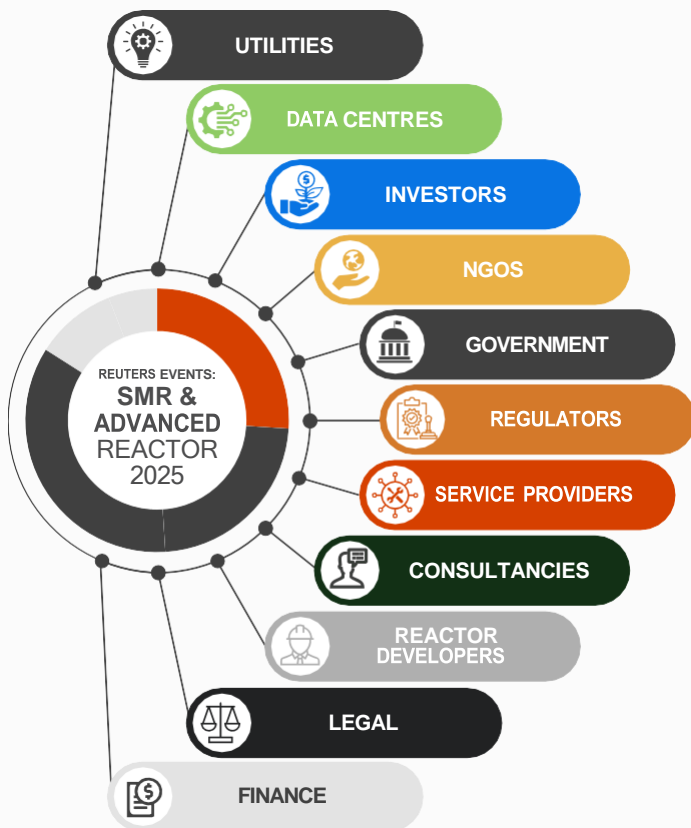 UTILITIES
DATA CENTRES
INVESTORS
NGOS
GOVERNMENT
REUTERS EVENTS:
SMR &
ADVANCED
REACTOR
2025
REGULATORS
SERVICE PROVIDERS
CONSULTANCIES
REACTOR
DEVELOPERS
LEGAL
FINANCE